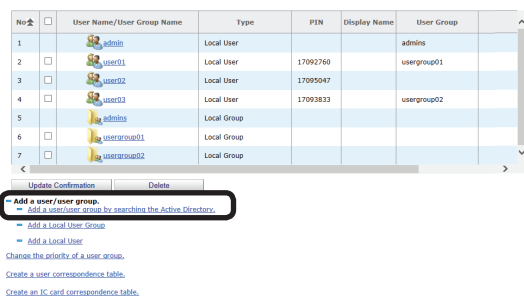 No User Name/User Group Name Type PIN Display Name User Group
1 admin Local User admins
2 user01 Local User 17092760 usergroup01
3 user02 Local User 17095047
4 user03 Local User 17093833 usergroup02
5 admins Local Group
6 usergroup01 Local Group
7 usergroup02 Local Group
Update Confirmation Delete
Add a user/user group.
Add a user/user group by searching the Active Directory.
Add a Local User Group
Add a Local User
Change the priority of a user group.
Create a user correspondence table.
Create an IC card correspondence table.